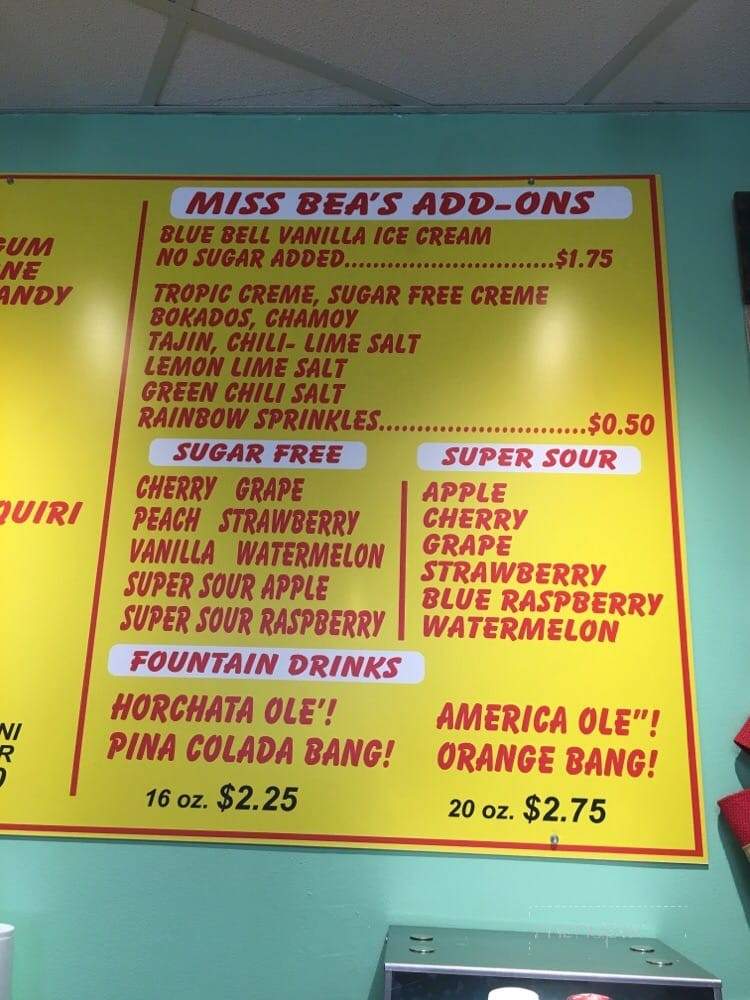 GUM
NE
ANDY
QUIRI
NI
R
MISS BEA'S ADD-ONS
BLUE BELL VANILLA ICE CREAM
NO SUGAR ADDED..............................$1.75
TROPIC CREME, SUGAR FREE CREME
BOKADOS, CHAMOY
TAJIN, CHILI- LIME SALT
LEMON LIME SALT
GREEN CHILI SALT
RAINBOW SPRINKLES.............................$0.50
SUGAR FREE
CHERRY GRAPE
PEACH STRAWBERRY
VANILLA WATERMELON
SUPER SOUR APPLE
SUPER SOUR RASPBERRY
SUPER SOUR
APPLE
CHERRY
GRAPE
STRAWBERRY
BLUE RASPBERRY
WATERMELON
FOUNTAIN DRINKS
HORCHATA OLE'!
PINA COLADA BANG!
16 oz. $2.25
AMERICA OLE"!
ORANGE BANG!
20 oz. $2.75